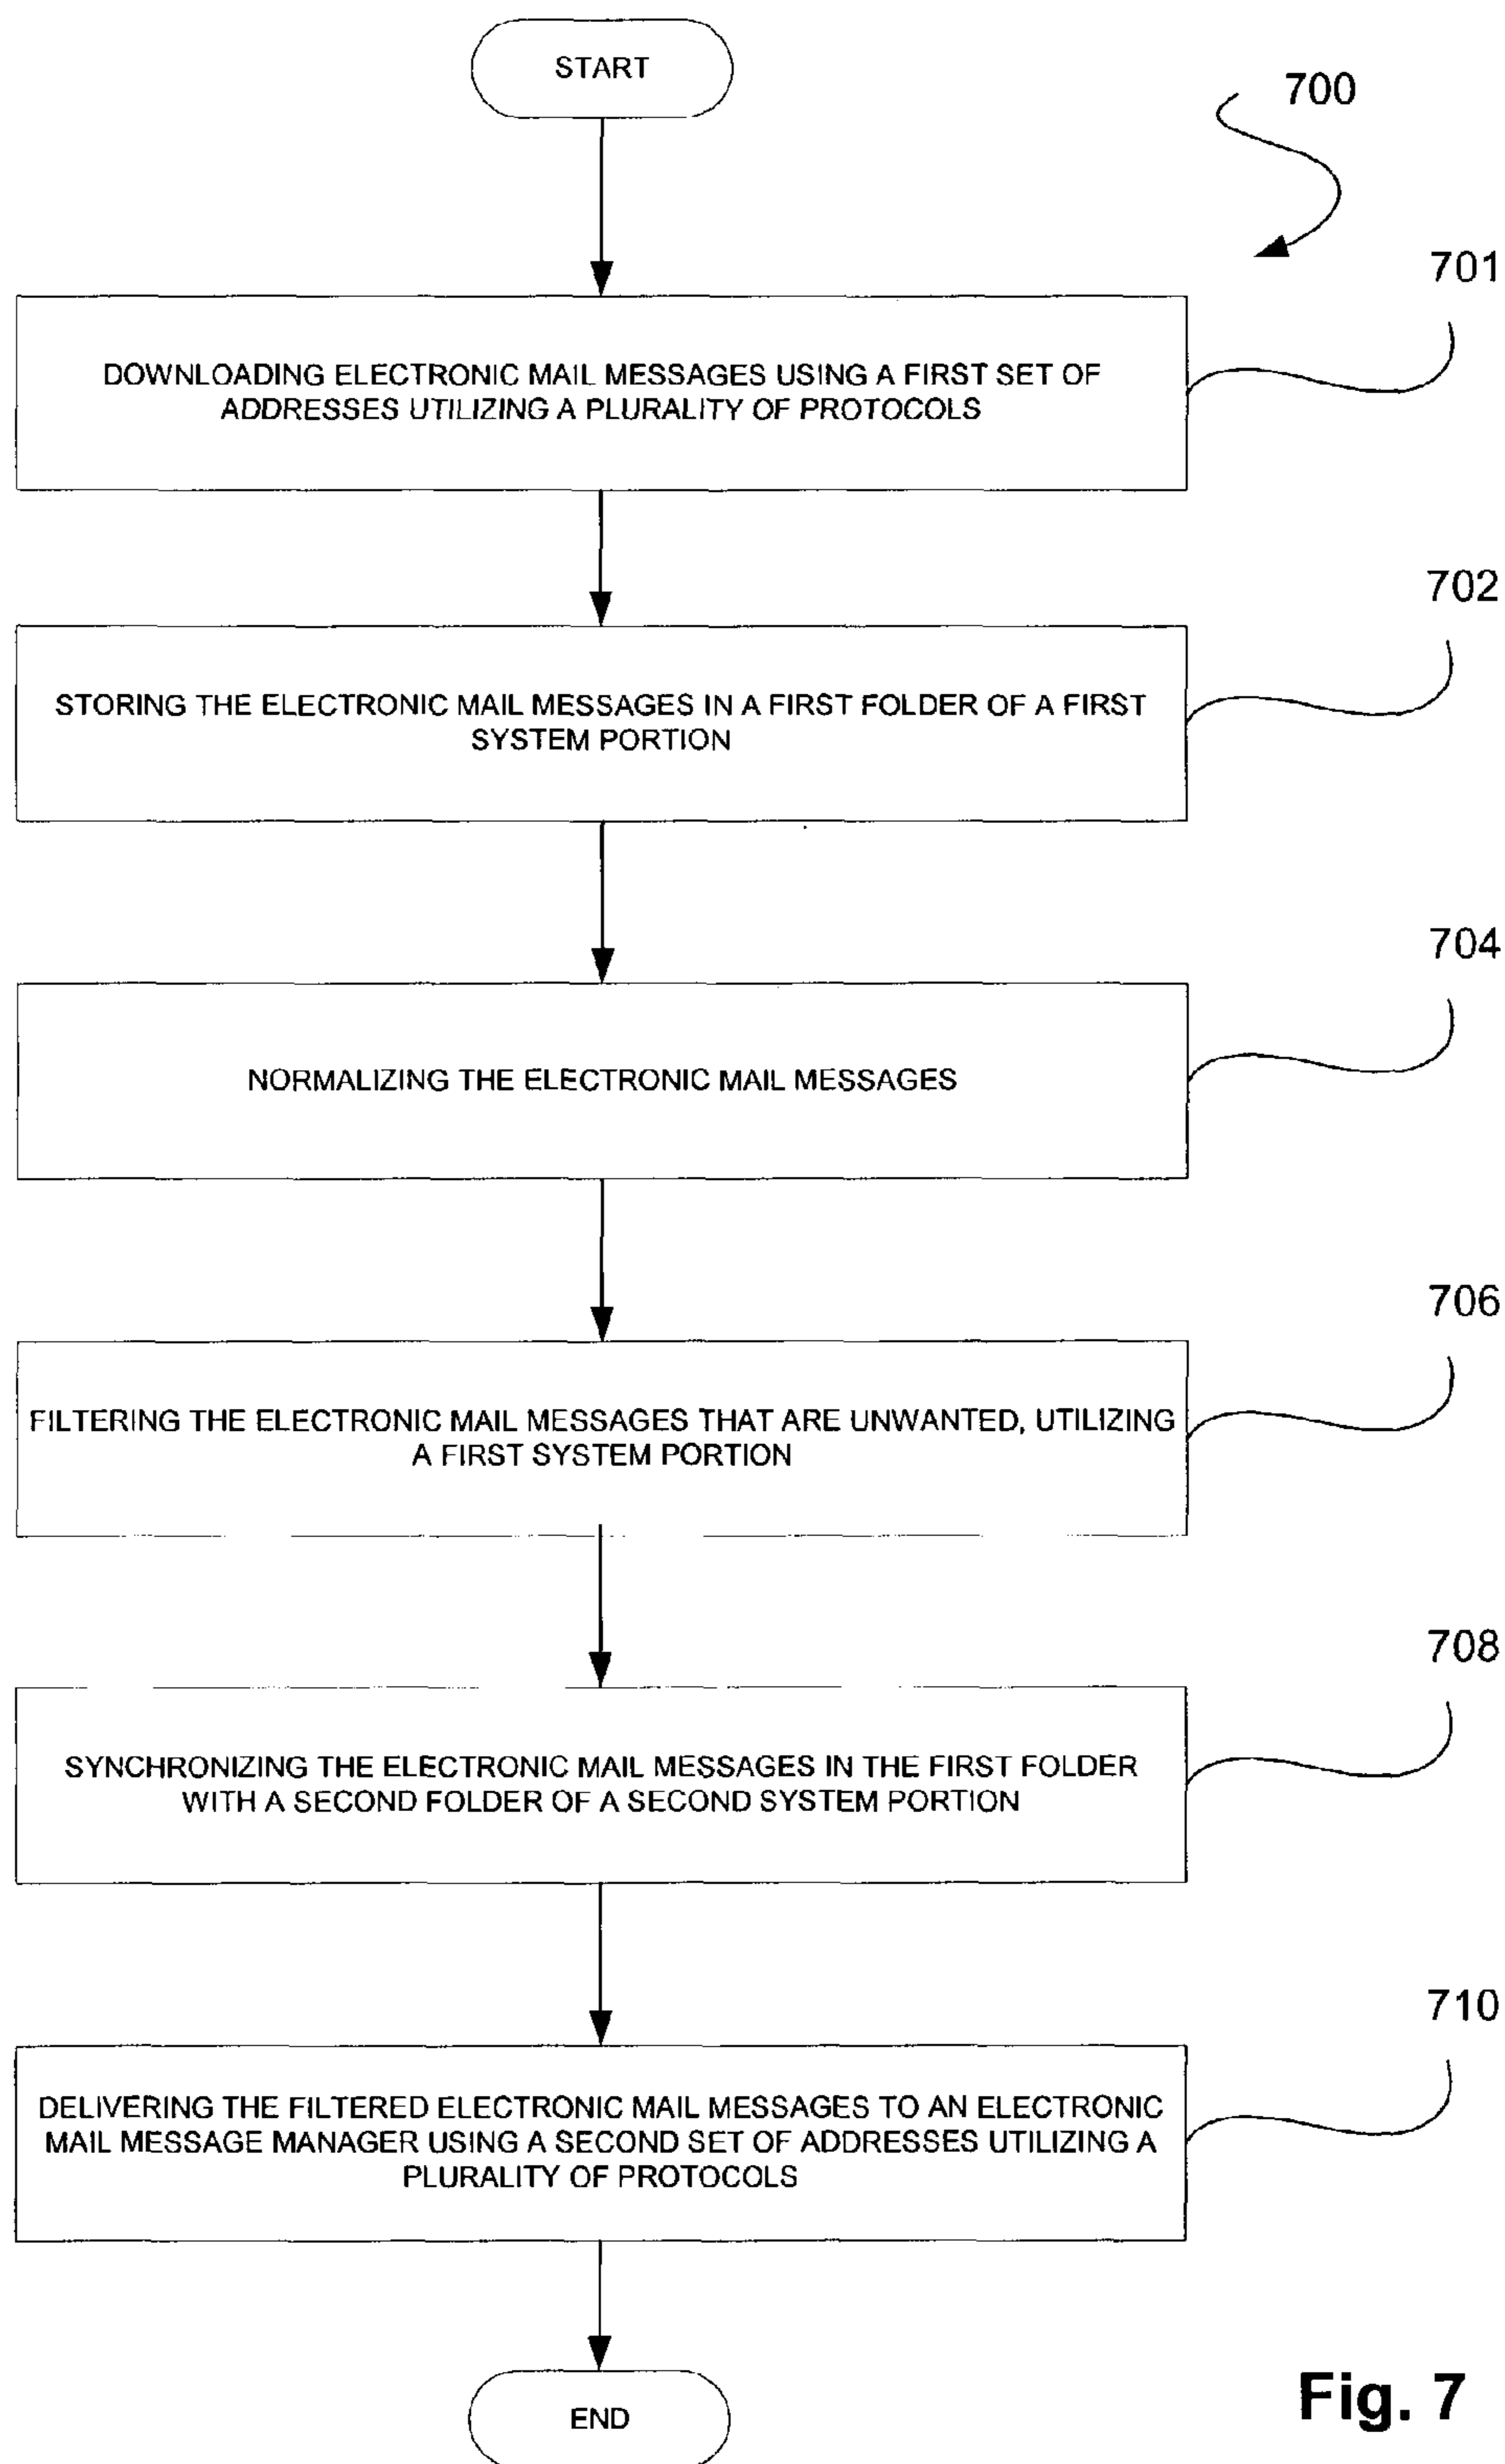 START
700
701
DOWNLOADING ELECTRONIC MAIL MESSAGES USING A FIRST SET OF
ADDRESSES UTILIZING A PLURALITY OF PROTOCOLS
702
STORING THE ELECTRONIC MAIL MESSAGES IN A FIRST FOLDER OF A FIRST
SYSTEM PORTION
704
NORMALIZING THE ELECTRONIC MAIL MESSAGES
706
FILTERING THE ELECTRONIC MAIL MESSAGES THAT ARE UNWANTED, UTILIZING
A FIRST SYSTEM PORTION
708
SYNCHRONIZING THE ELECTRONIC MAIL MESSAGES IN THE FIRST FOLDER
WITH A SECOND FOLDER OF A SECOND SYSTEM PORTION
710
DELIVERING THE FILTERED ELECTRONIC MAIL MESSAGES TO AN ELECTRONIC
MAIL MESSAGE MANAGER USING A SECOND SET OF ADDRESSES UTILIZING A
PLURALITY OF PROTOCOLS
END
Fig. 7